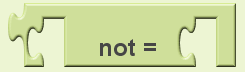 not =